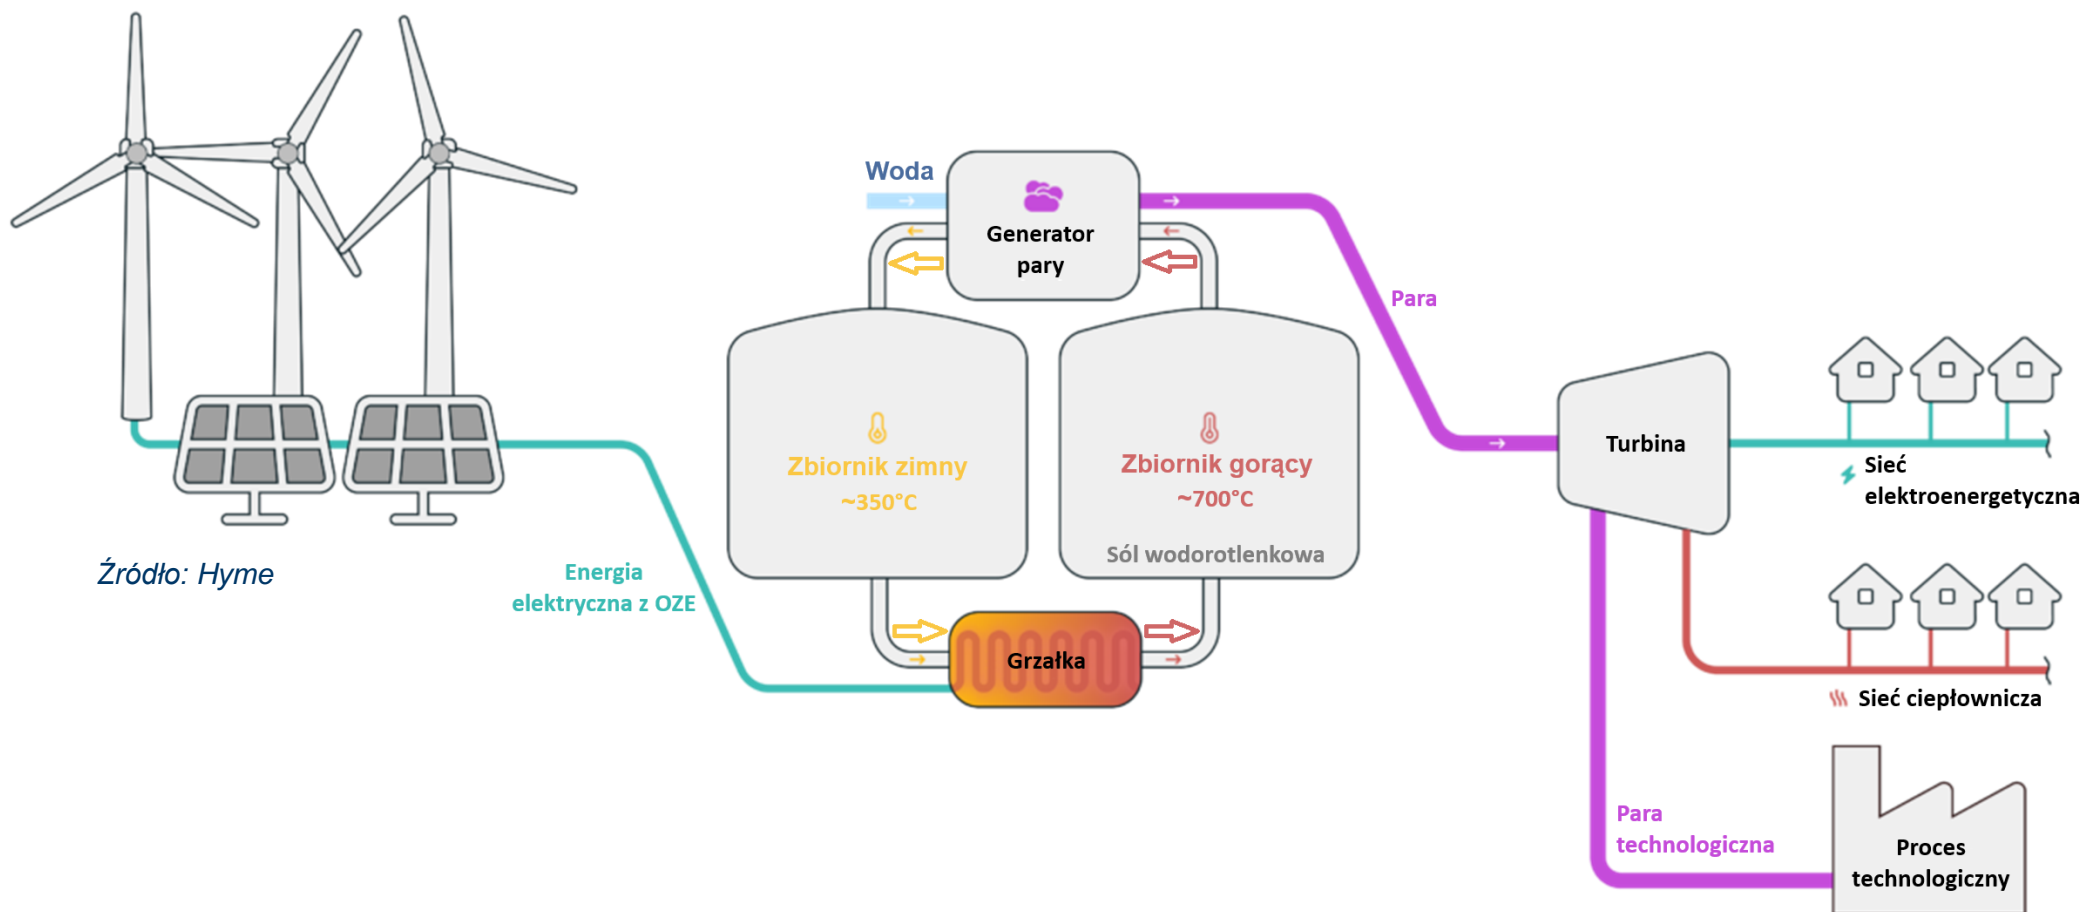 Woda
Generator
pary
Para
Zbiornik zimny
~350°C
Zbiornik gorący
~700°C
Sól wodorotlenkowa
Turbina
Sieć
elektroenergetyczna
Źródło: Hyme
Energia
elektryczna z OZE
Grzałka
Sieć ciepłownicza
Para
technologiczna
Proces
technologiczny